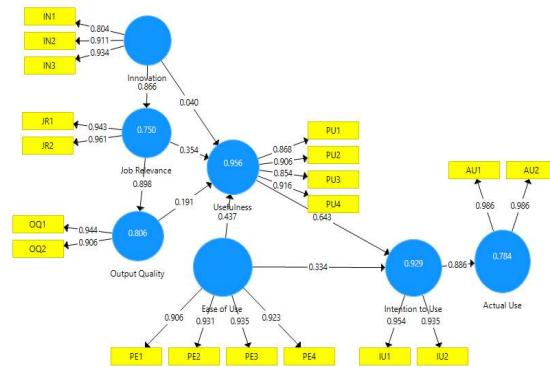 IN1
0.804
IN2
0.911
IN3
0.934
Innovation
0.866
0.040
JR1
0.943
JR2
0.961
0.750
Job Relevance
0.354
0.956
Usefulness
0.868
PU1
0.906
PU2
0.854
PU3
0.916
PU4
0.643
0.898
0.191
0.437
OQ1
0.944
OQ2
0.906
0.806
Output Quality
AU1
AU2
0.986
0.986
0.784
Actual Use
0.886
0.929
Intention to Use
0.334
Ease of Use
0.906
0.931
0.935
0.923
PE1
PE2
PE3
PE4
0.954
0.935
IU1
IU2